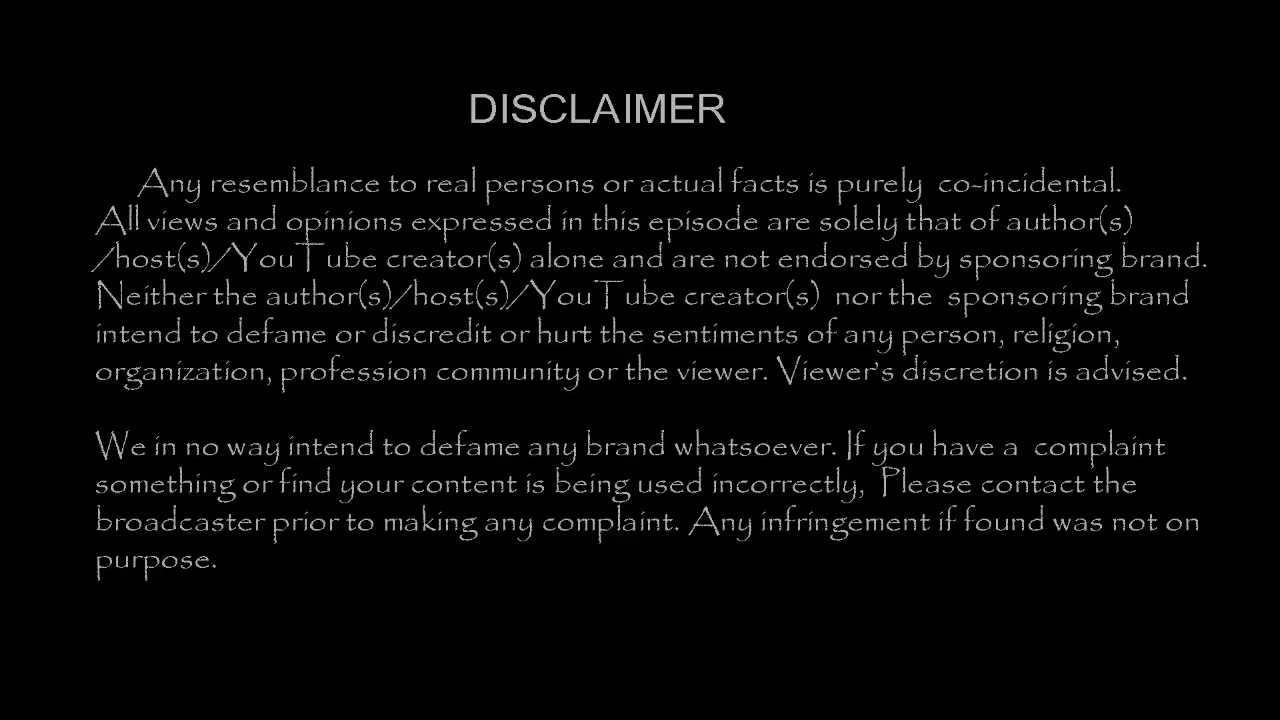 DISCLAIMER
Any resemblance to real persons or actual facts is purely co-incidental.
All views and opinions expressed in this episode are solely that of author(s)
/host(s)/YouTube creator(s) alone and are not endorsed by sponsoring brand.
Neither the author(s)/host(s)/YouTube creator(s) nor the sponsoring brand
intend to defame or discredit or hurt the sentiments of any person, religion,
organization, profession community or the viewer. Viewer's discretion is advised.
We in no way intend to defame any brand whatsoever. If you have a complaint
something or find your content is being used incorrectly, Please contact the
broadcaster prior to making any complaint. Any infringement if found was not on
purpose.